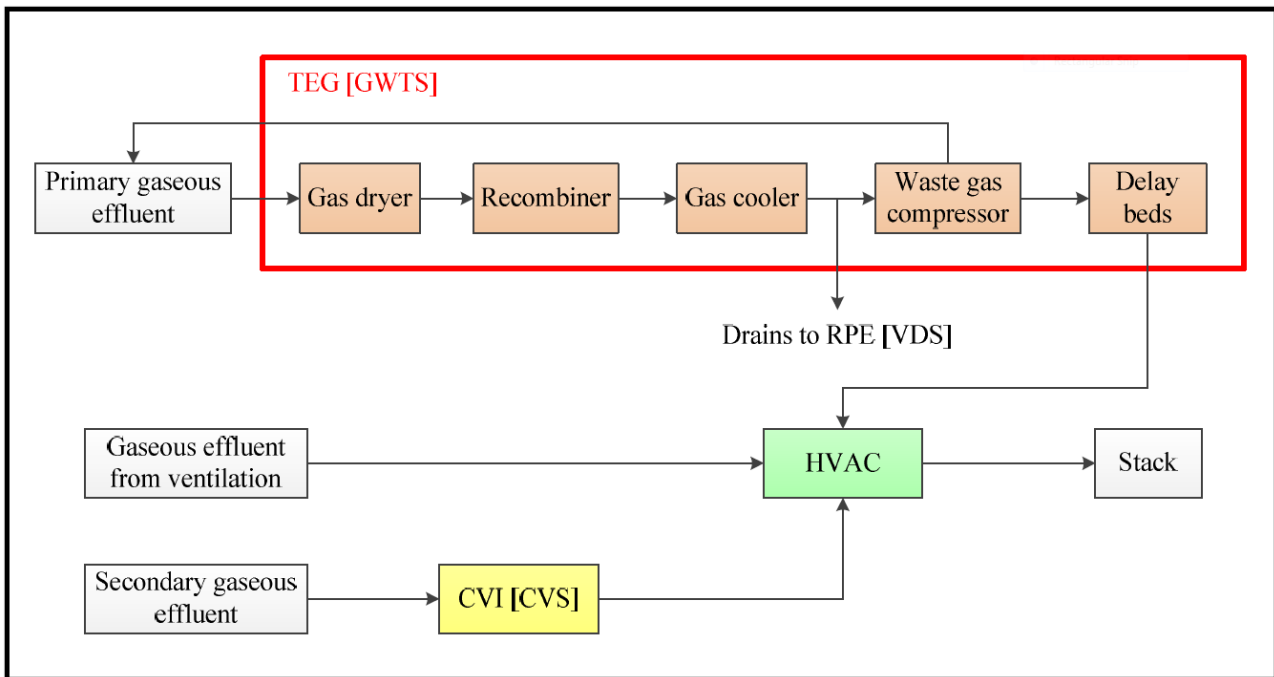 TEG [GWTS]
Primary gaseous
effluent
Gas dryer
Recombiner
Gas cooler
Waste gas
compressor
Delay
beds
Drains to RPE [VDS]
Gaseous effluent
from ventilation
HVAC
Stack
Secondary gaseous
effluent
CVI [CVS]